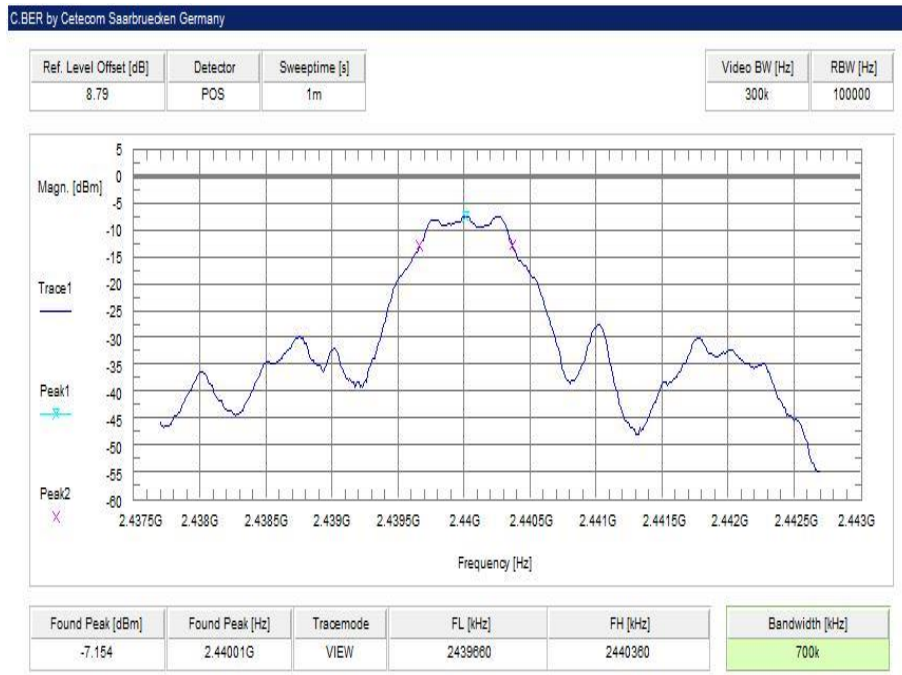 C.BER by Cetecom Saarbruecken Germany
Ref. Level Offset [dB] Detector Sweeptime [s] Video BW [Hz] RBW [Hz]
8.79 POS 1m 300k 100000
Magn. [dBm]
Trace1
Peak1
Peak2
5
0
-5
-10
-15
-20
-25
-30
-35
-40
-45
-50
-55
-60
2.4375G 2.438G 2.4385G 2.439G 2.4395G 2.44G 2.4405G 2.441G 2.4415G 2.442G 2.4425G 2.443G
Frequency [Hz]
Found Peak [dBm] Found Peak [Hz] Tracemode FL [kHz] FH [kHz] Bandwidth [kHz]
-7.154 2.44001G VIEW 2439660 2440360 700k